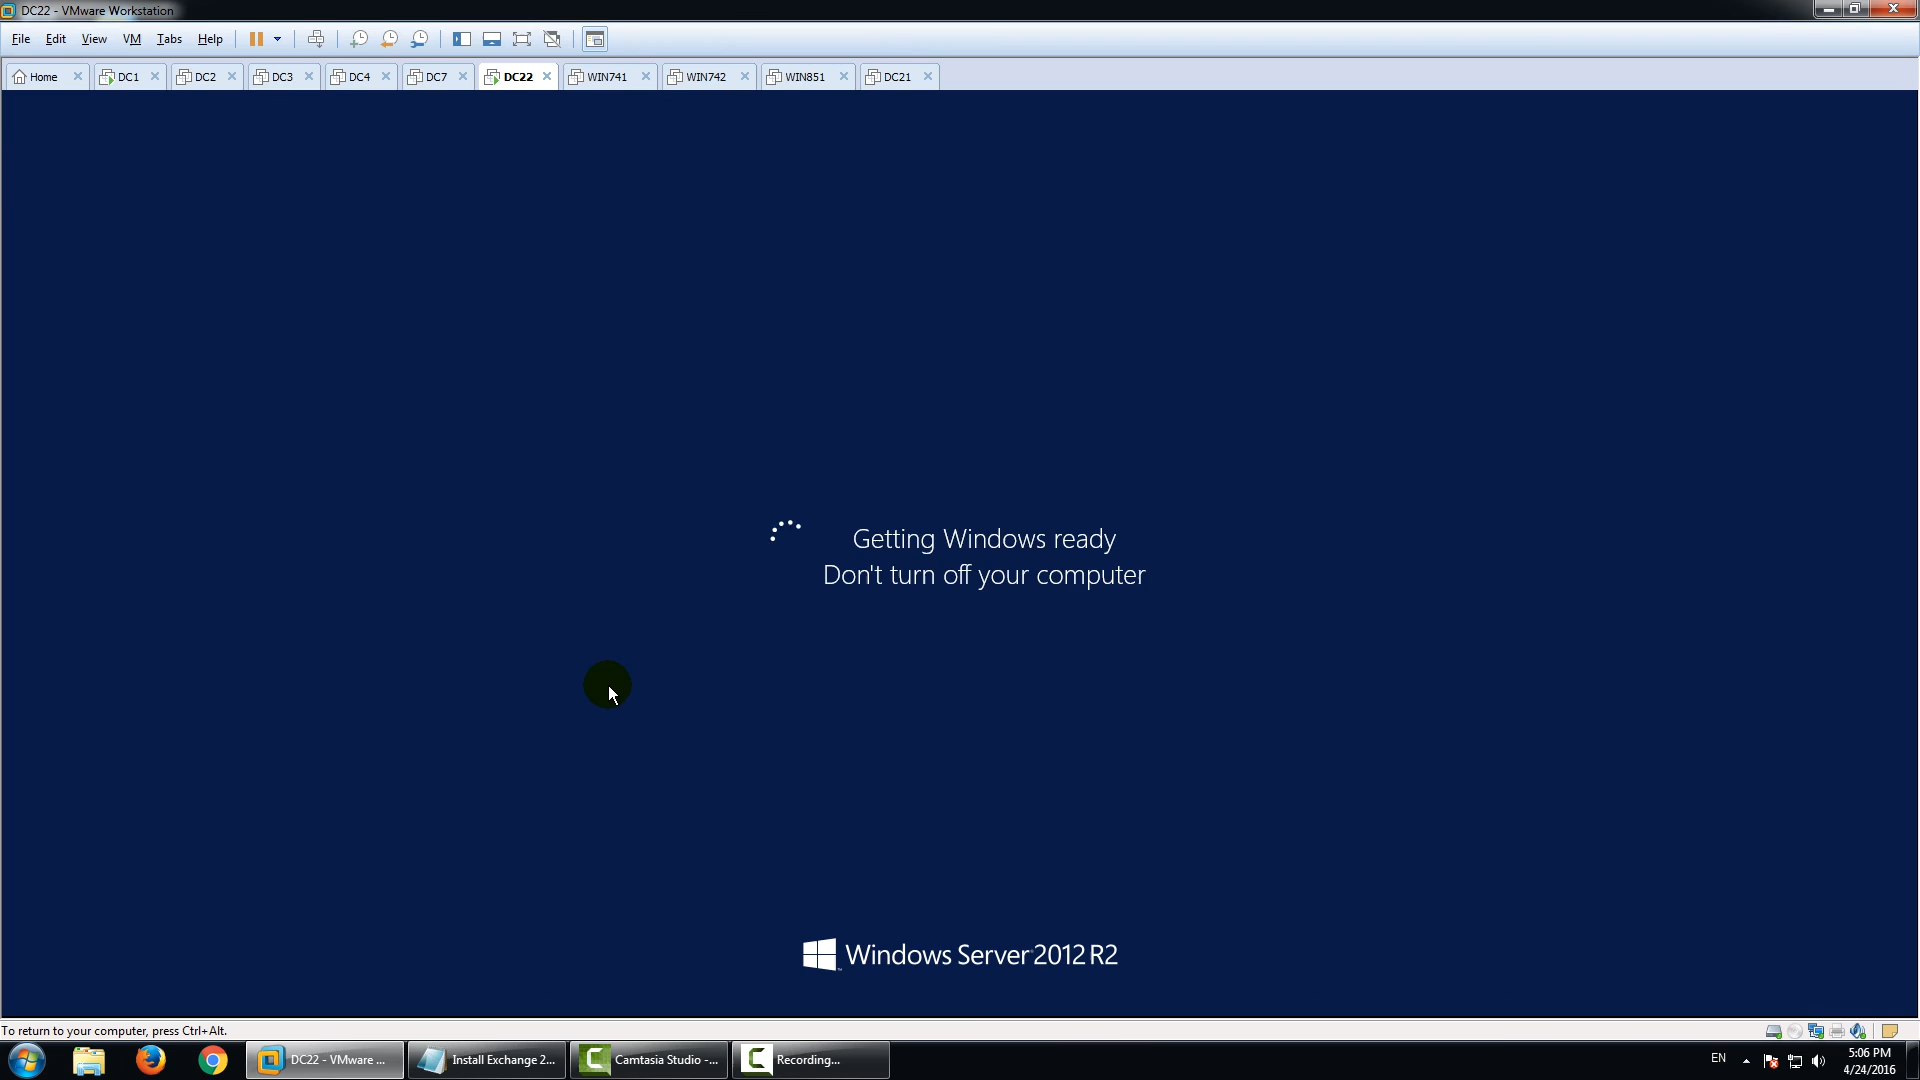 DC22 - VMware Workstation
File Edit View VM Tabs Help
Home DC1 DC2 DC3 DC4 DC7 DC22 WIN741 WIN742 WIN851 DC21
Getting Windows ready
Don't turn off your computer
Windows Server 2012 R2
To return to your computer, press Ctrl+Alt.
DC22 - VMware ... Install Exchange 2... Camtasia Studio -... Recording... EN 5:06 PM
4/24/2016